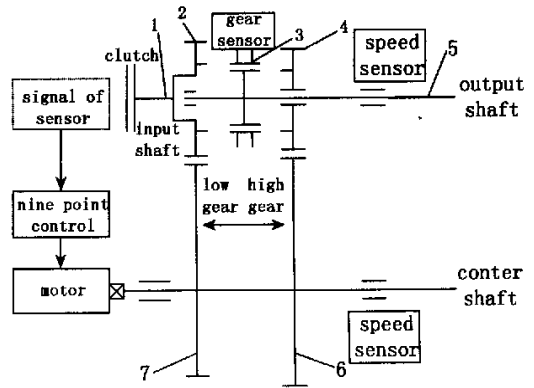 1
2
gear
sensor
3
4
speed
sensor
5
clutch
signal of
sensor
input
shaft
output
shaft
nine point
control
low
gear
high
gear
motor
conter
shaft
speed
sensor
7
6